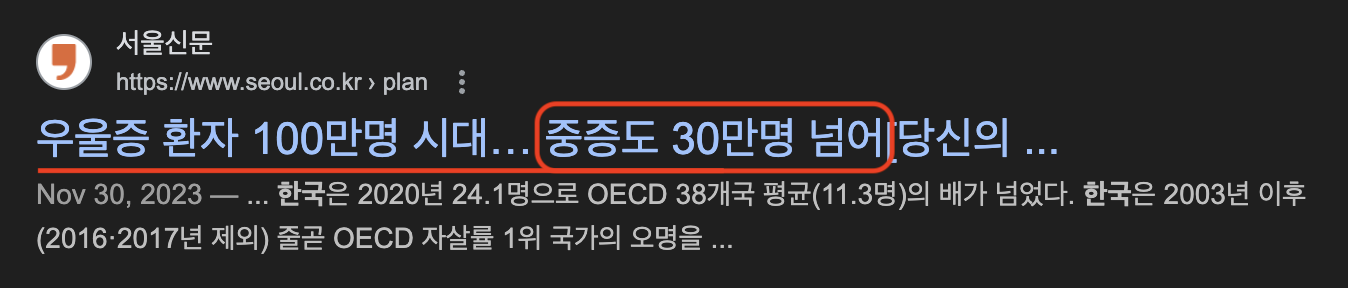 서울신문
https://www.seoul.co.kr › plan
우울증 환자 100만명 시대… 중증도 30만명 넘어[당신의 ...
Nov 30, 2023 — ... 한국은 2020년 24.1명으로 OECD 38개국 평균(11.3명)의 배가 넘었다. 한국은 2003년 이후
(2016·2017년 제외) 줄곧 OECD 자살률 1위 국가의 오명을 ...